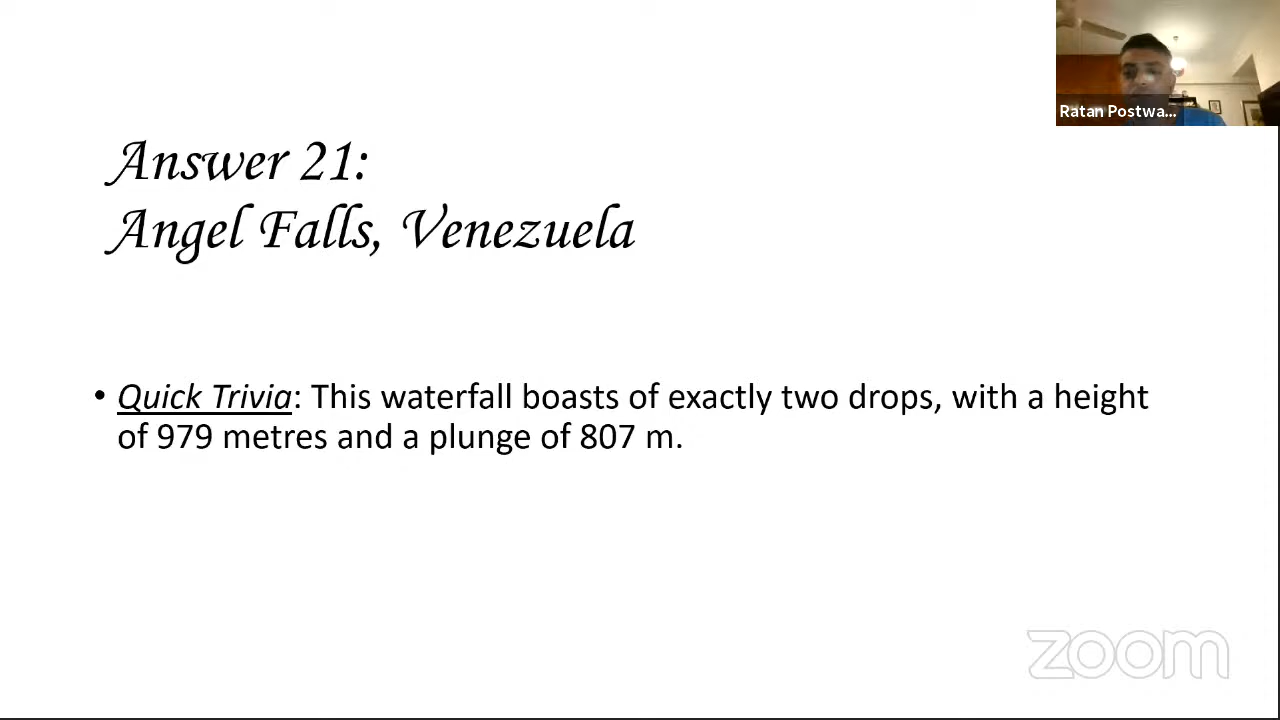 Ratan Postwa...
Answer 21:
Angel Falls, Venezuela
• Quick Trivia: This waterfall boasts of exactly two drops, with a height
of 979 metres and a plunge of 807 m.
zoom